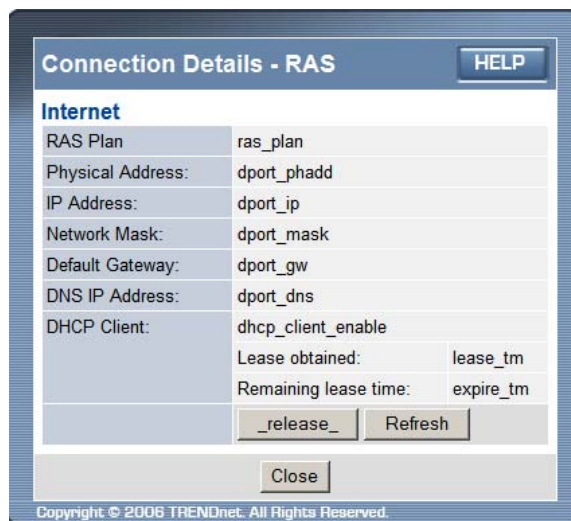 Connection Details - RAS HELP
Internet
RAS Plan ras_plan
Physical Address: dport_phadd
IP Address: dport_ip
Network Mask: dport_mask
Default Gateway: dport_gw
DNS IP Address: dport_dns
DHCP Client: dhcp_client_enable
Lease obtained: lease_tm
Remaining lease time: expire_tm
_release_ Refresh
Close
Copyright © 2006 TRENDnet. All Rights Reserved.